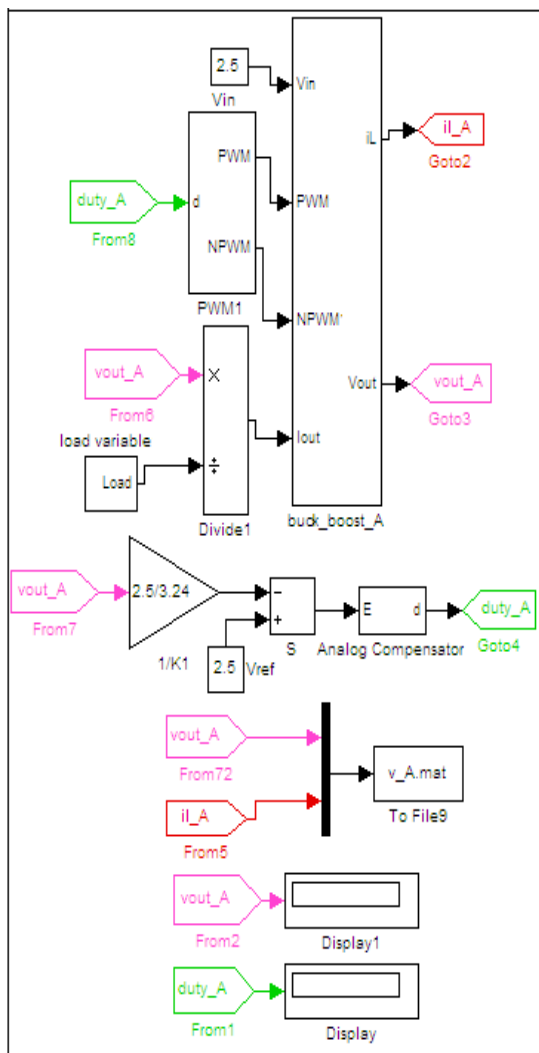 2.5
Vin
Vin
iL
il_A
Goto2
PWM
duty_A
d
PWM
From8
NPWM
PWM1
NPWM'
vout_A
×
From6
Vout
vout_A
Goto3
load variable
Iout
Load
÷
Divide1
buck_boost_A
vout_A
From7
2.5/3.24
1/K1
−
+
S
2.5
Vref
E
d
Analog Compensator
duty_A
Goto4
vout_A
From72
v_A.mat
To File9
il_A
From5
vout_A
From2
Display1
duty_A
From1
Display